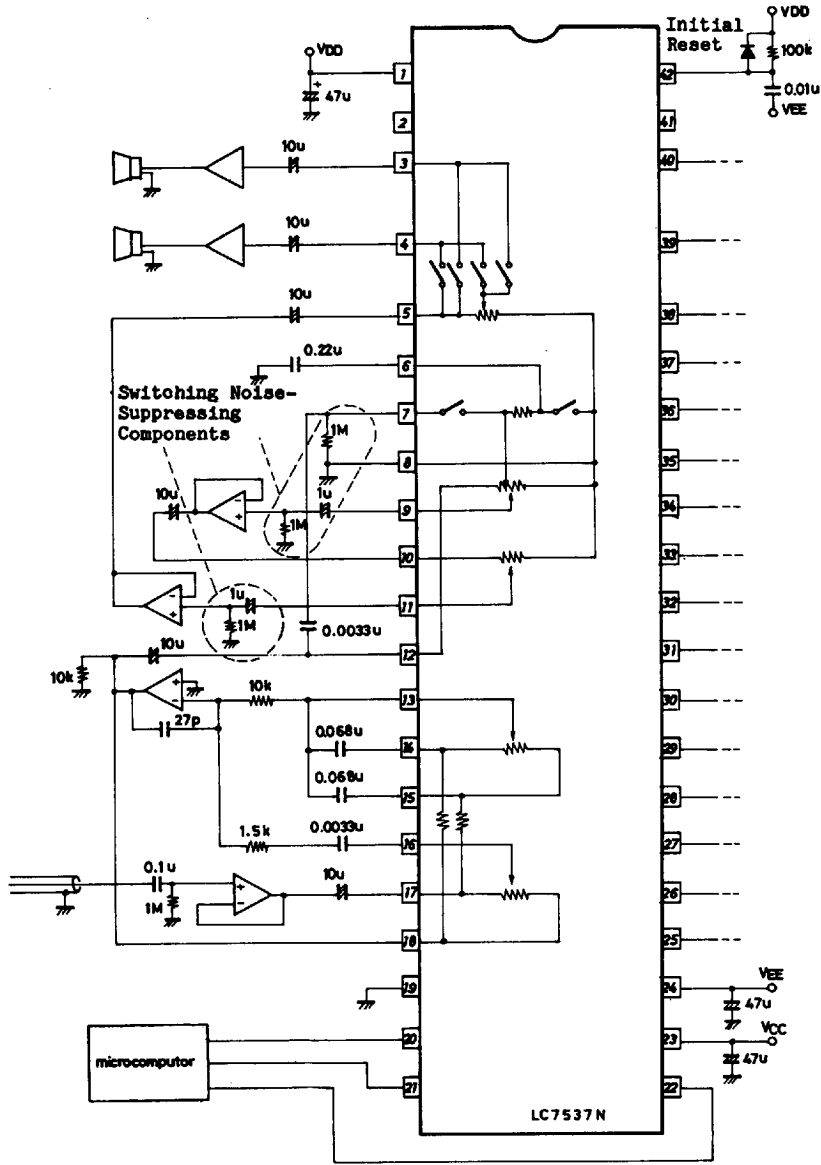 Initial
Reset
VDD
100k
0.01u
VEE
VDD
47u
1
42
2
41
10u
3
40
10u
4
39
10u
5
38
0.22u
6
37
Switching Noise-
Suppressing
Components
7
36
1M
8
35
10u
-
+
1u
1M
9
34
10
33
-
+
1u
1M
11
32
0.0033u
10u
12
31
10k
+
-
10k
13
30
27p
0.068u
14
29
0.068u
15
28
1.5k
0.0033u
16
27
0.1u
1M
+
-
10u
17
26
18
25
19
24
VEE
47u
microcomputor
20
23
VCC
47u
21
22
LC7537N